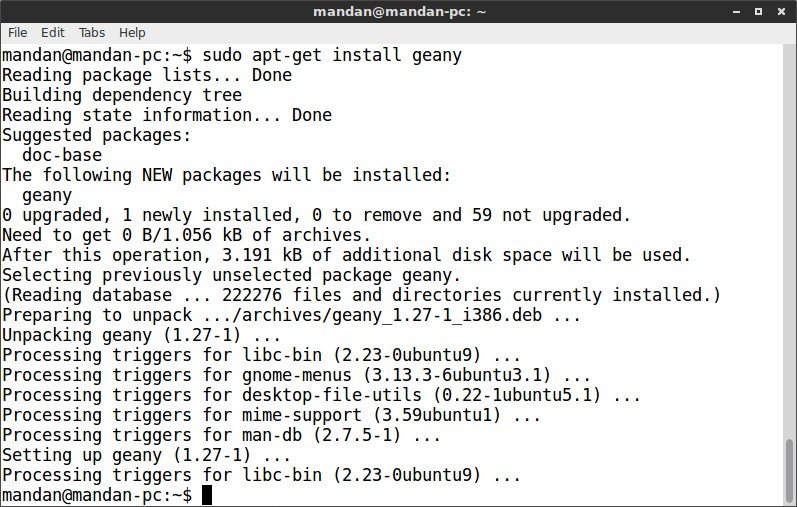 mandan@mandan-pc: ~
File Edit Tabs Help
mandan@mandan-pc:~$ sudo apt-get install geany
Reading package lists... Done
Building dependency tree
Reading state information... Done
Suggested packages:
  doc-base
The following NEW packages will be installed:
  geany
0 upgraded, 1 newly installed, 0 to remove and 59 not upgraded.
Need to get 0 B/1.056 kB of archives.
After this operation, 3.191 kB of additional disk space will be used.
Selecting previously unselected package geany.
(Reading database ... 222276 files and directories currently installed.)
Preparing to unpack .../archives/geany_1.27-1_i386.deb ...
Unpacking geany (1.27-1) ...
Processing triggers for libc-bin (2.23-0ubuntu9) ...
Processing triggers for gnome-menus (3.13.3-6ubuntu3.1) ...
Processing triggers for desktop-file-utils (0.22-1ubuntu5.1) ...
Processing triggers for mime-support (3.59ubuntu1) ...
Processing triggers for man-db (2.7.5-1) ...
Setting up geany (1.27-1) ...
Processing triggers for libc-bin (2.23-0ubuntu9) ...
mandan@mandan-pc:~$